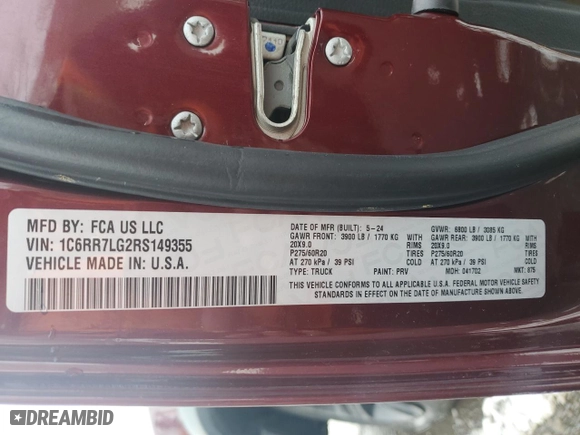 MFD BY: FCA US LLC
VIN: 1C6RR7LG2RS149355
VEHICLE MADE IN: U.S.A.
DATE OF MFR (BUILT): 5-24 GVWR: 6800 LB / 3085 KG
GAWR FRONT: 3900 LB / 1770 KG WITH GAWR REAR: 3900 LB / 1770 KG WITH
20X9.0 RIMS 20X9.0 RIMS
P275/60R20 TIRES P275/60R20 TIRES
AT 270 kPa / 39 PSI COLD AT 270 kPa / 39 PSI COLD
TYPE: TRUCK PAINT: PRV MDH: 041702 MKT: 875
THIS VEHICLE CONFORMS TO ALL APPLICABLE U.S.A. FEDERAL MOTOR VEHICLE SAFETY
STANDARDS IN EFFECT ON THE DATE OF MANUFACTURE SHOWN ABOVE.
DREAMBID